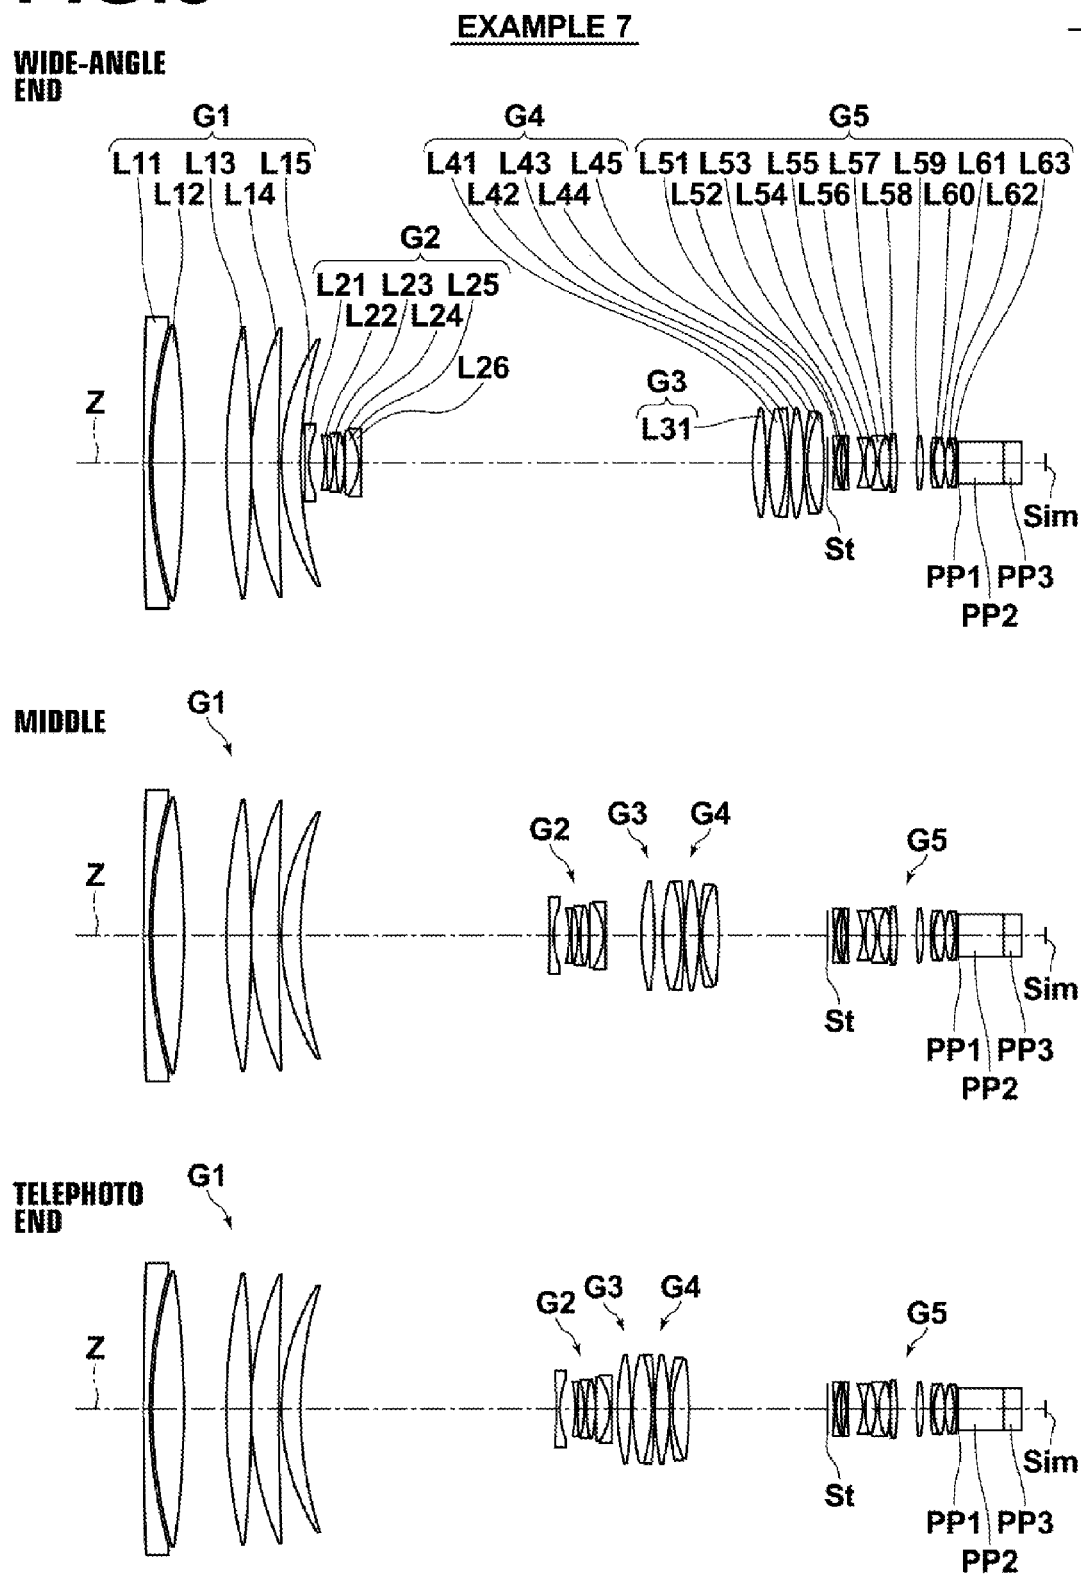 EXAMPLE 7
WIDE-ANGLE
END
G1 G4 G5
L11 L13 L15 L41 L43 L45 L51 L53 L55 L57 L59 L61 L63
L12 L14 L42 L44 L52 L54 L56 L58 L60 L62
G2
L21 L23 L25
L22 L24
L26
G3
Z
L31
Sim
St
PP1 PP3
PP2
MIDDLE
G1
G2 G3 G4
G5
Z
Sim
St
PP1 PP3
PP2
TELEPHOTO
END
G1
G2 G3 G4
G5
Z
Sim
St
PP1 PP3
PP2